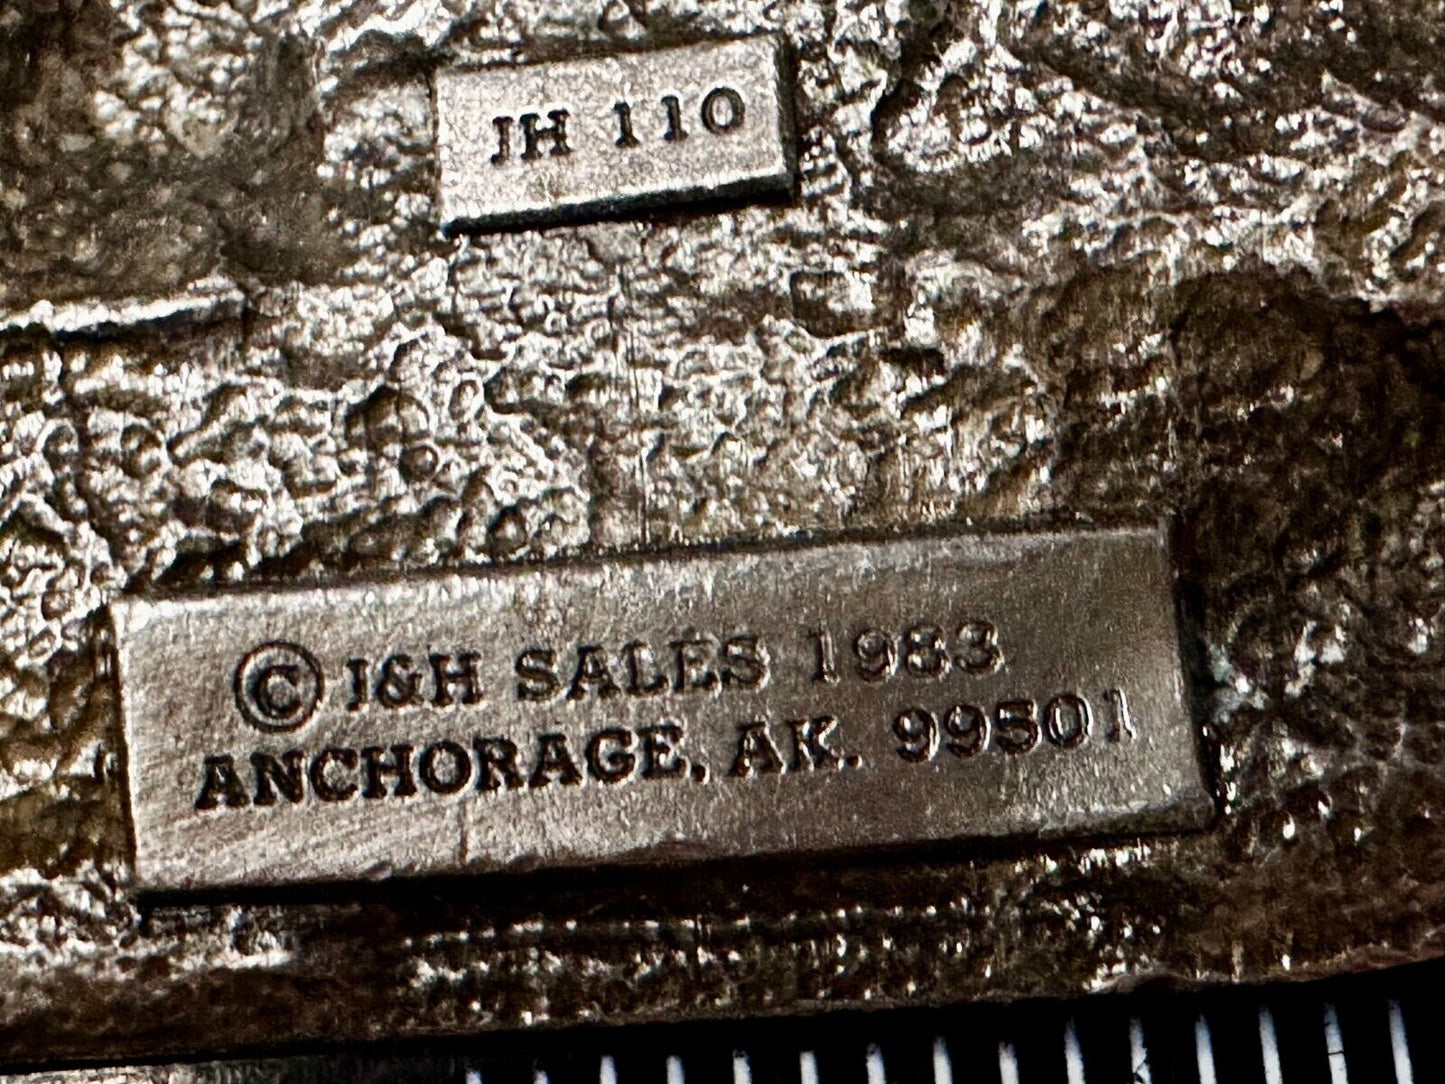 JH 110
© J&H SALES 1983
ANCHORAGE, AK. 99501